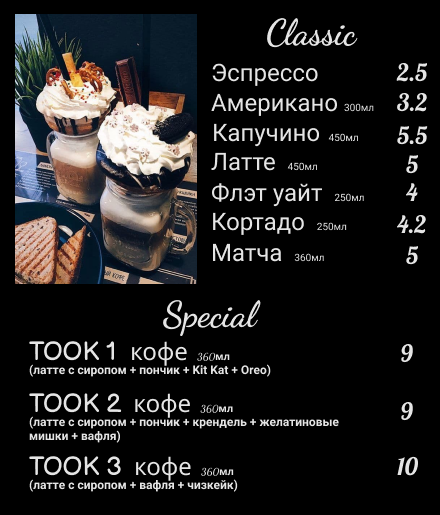 Classic
Эспрессо 2.5
Американо 300мл 3.2
Капучино 450мл 5.5
Латте 450мл 5
Флэт уайт 250мл 4
Кортадо 250мл 4.2
Матча 360мл 5
Special
TOOK 1 кофе 360мл 9
(латте с сиропом + пончик + Kit Kat + Oreo)
TOOK 2 кофе 360мл 9
(латте с сиропом + пончик + крендель + желатиновые
мишки + вафля)
TOOK 3 кофе 360мл 10
(латте с сиропом + вафля + чизкейк)